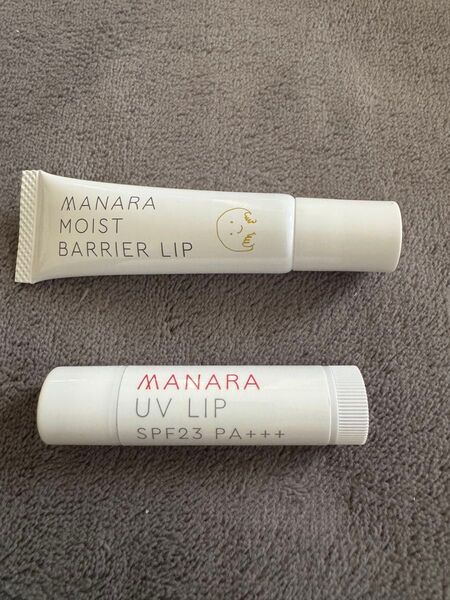 MANARA
MOIST
BARRIER LIP
MANARA
UV LIP
SPF23 PA+++